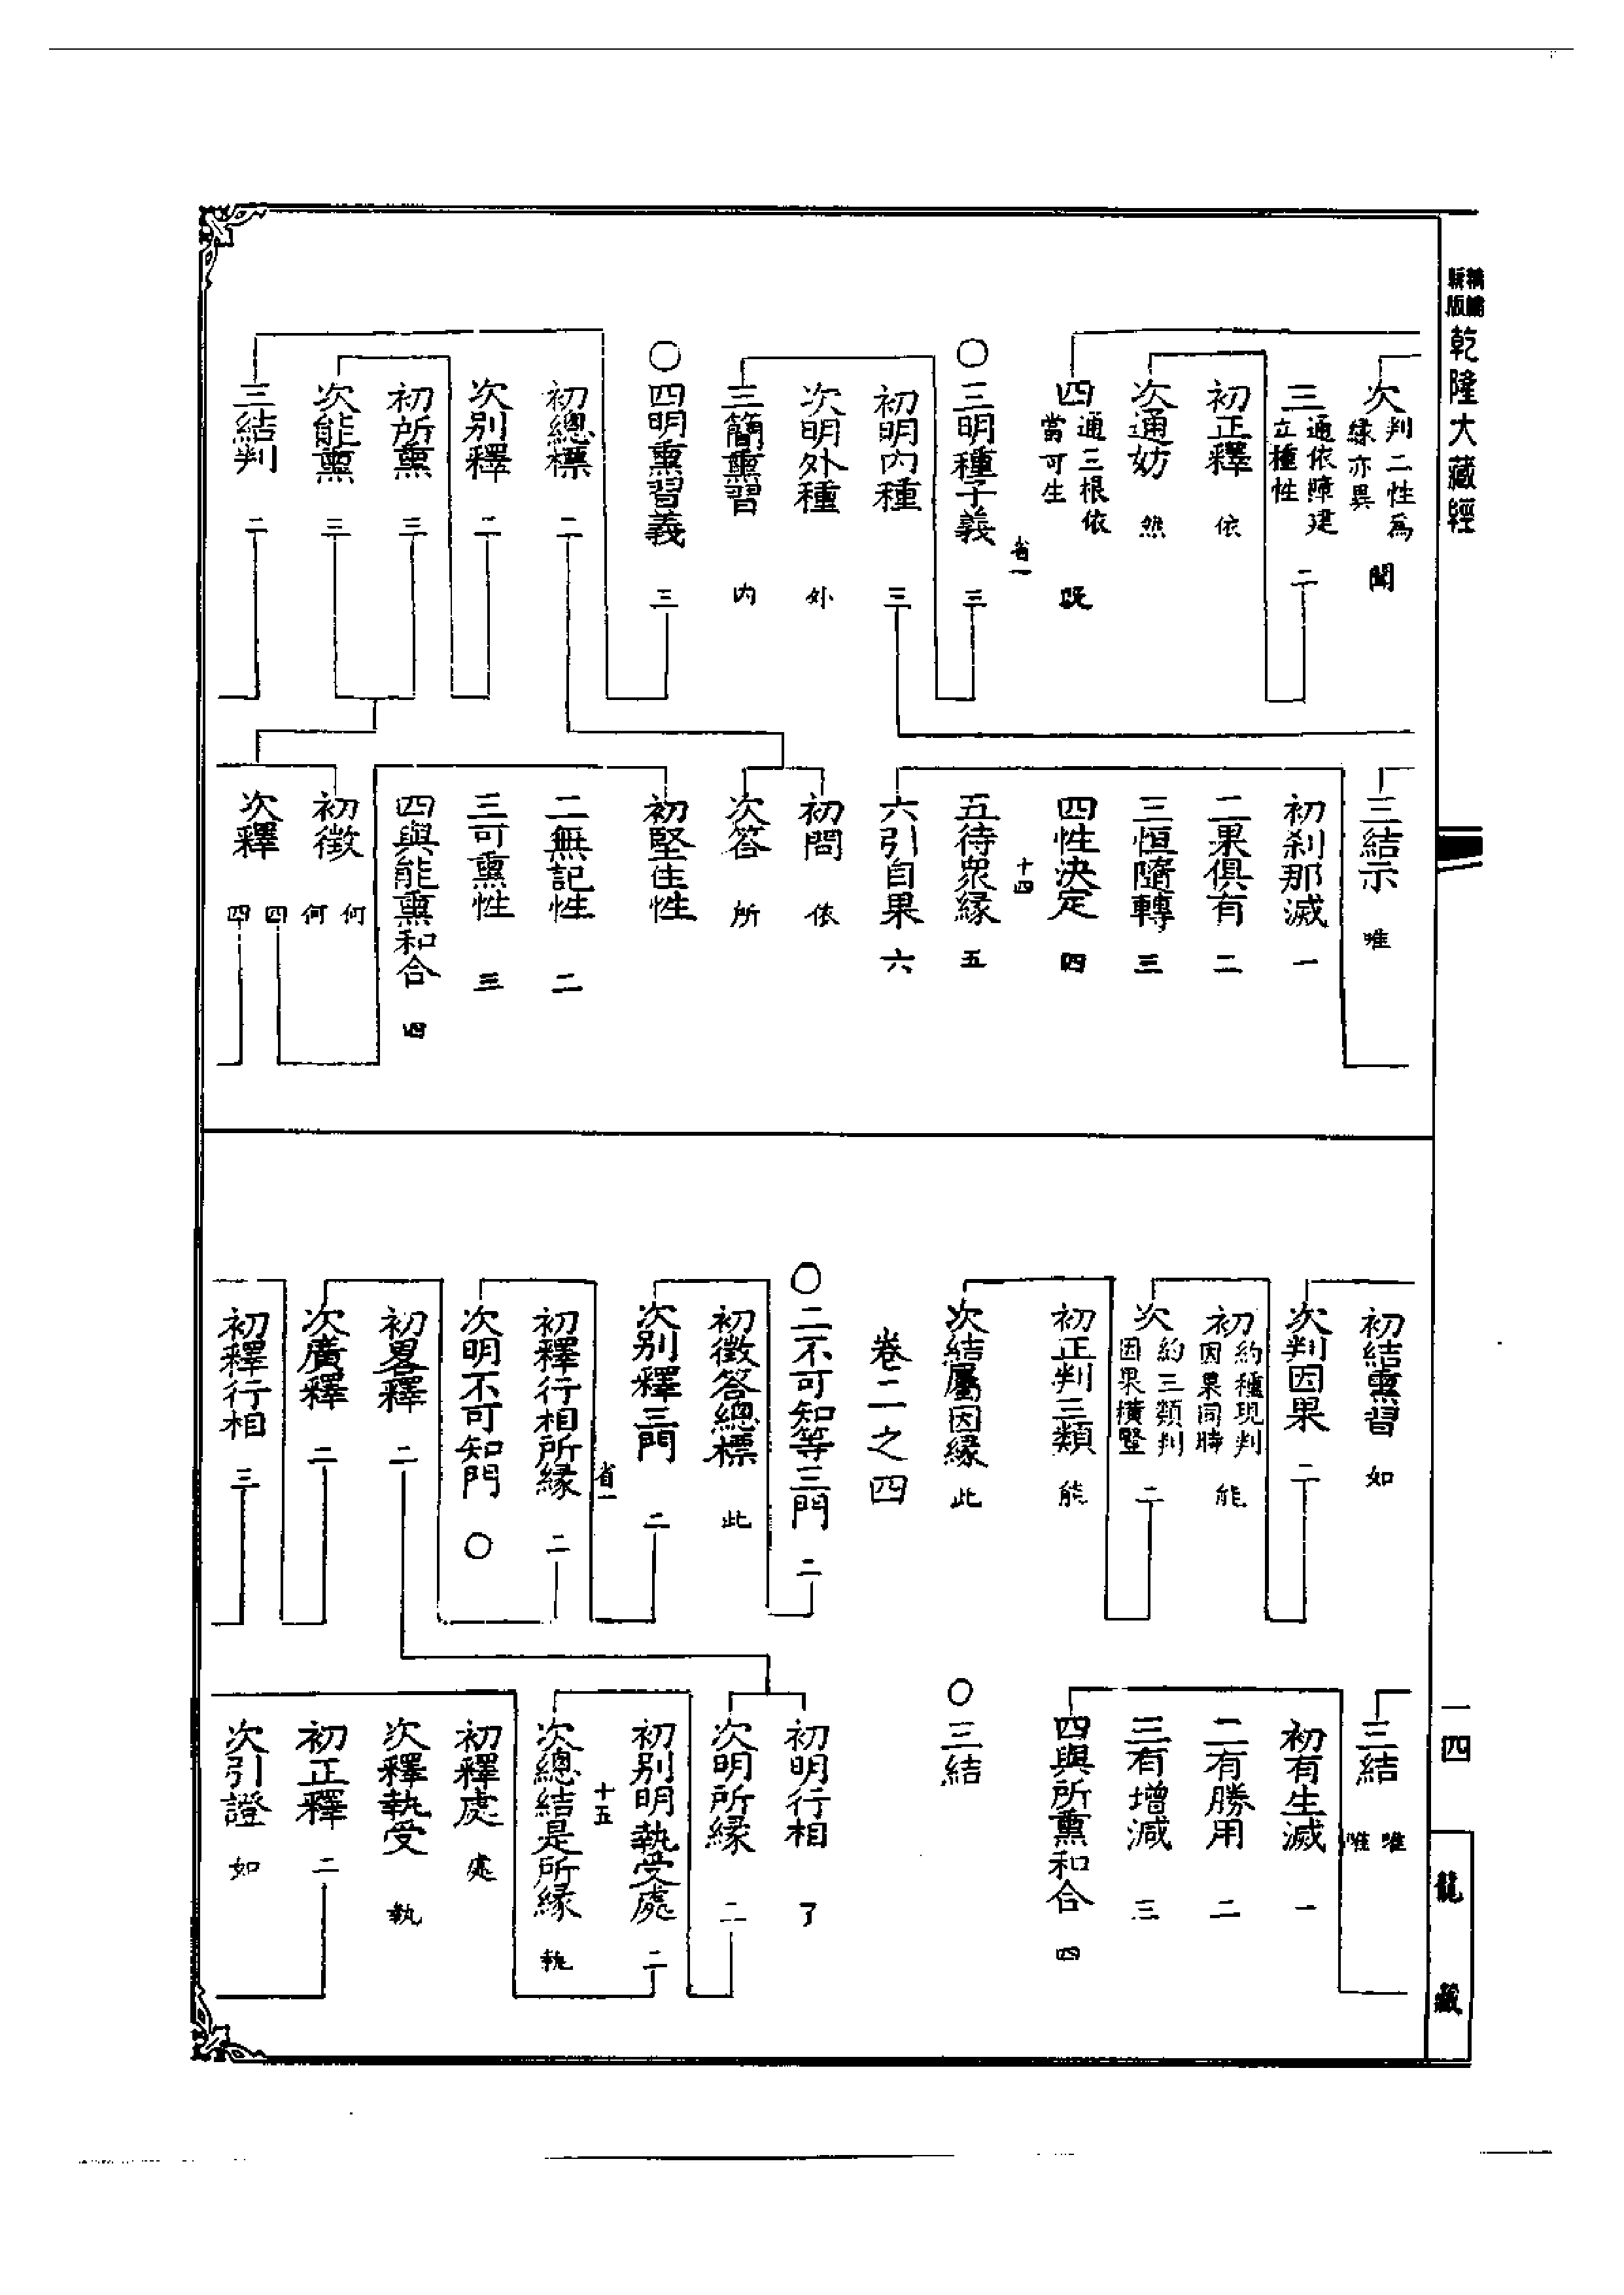 乾隆大藏經
次判二性為緣亦異 聞
三通依障建立種性 二
初正釋 依
次通妨 然
四通三根依當可生 既
省一
○三明種子義 三
初明內種 三
次明外種 外
三簡熏習 內
○四明熏習義 三
初總標 二
次別釋 二
初所熏 三
次能熏 三
三結判 二
三結示 唯
初剎那滅 一
二果俱有 二
三恒隨轉 三
四性決定 四
十四
五待衆緣 五
六引自果 六
初問 依
次答 所
初堅住性
二無記性 二
三可熏性 三
四與能熏和合 四
初徵 何 何
次釋 四 四
初結熏習 如
次判因果 二
初約種現判因果同時 能
次約三類判因果橫豎 二
初正判三類 能
次結屬因緣 此
卷二之四
○二不可知等三門 二
初徵答總標 此
次別釋三門 二
省一
初釋行相所緣 二
次明不可知門 ○
初畧釋 二
次廣釋 二
初釋行相 三
三結 唯 唯
初有生滅 一
二有勝用 二
三有增減 三
四與所熏和合 四
○三結
初明行相 了
次明所緣 二
初別明執受處 二
十五
次總結是所緣 執
初釋處 處
次釋執受 執
初正釋 二
次引證 如
一四
龍藏